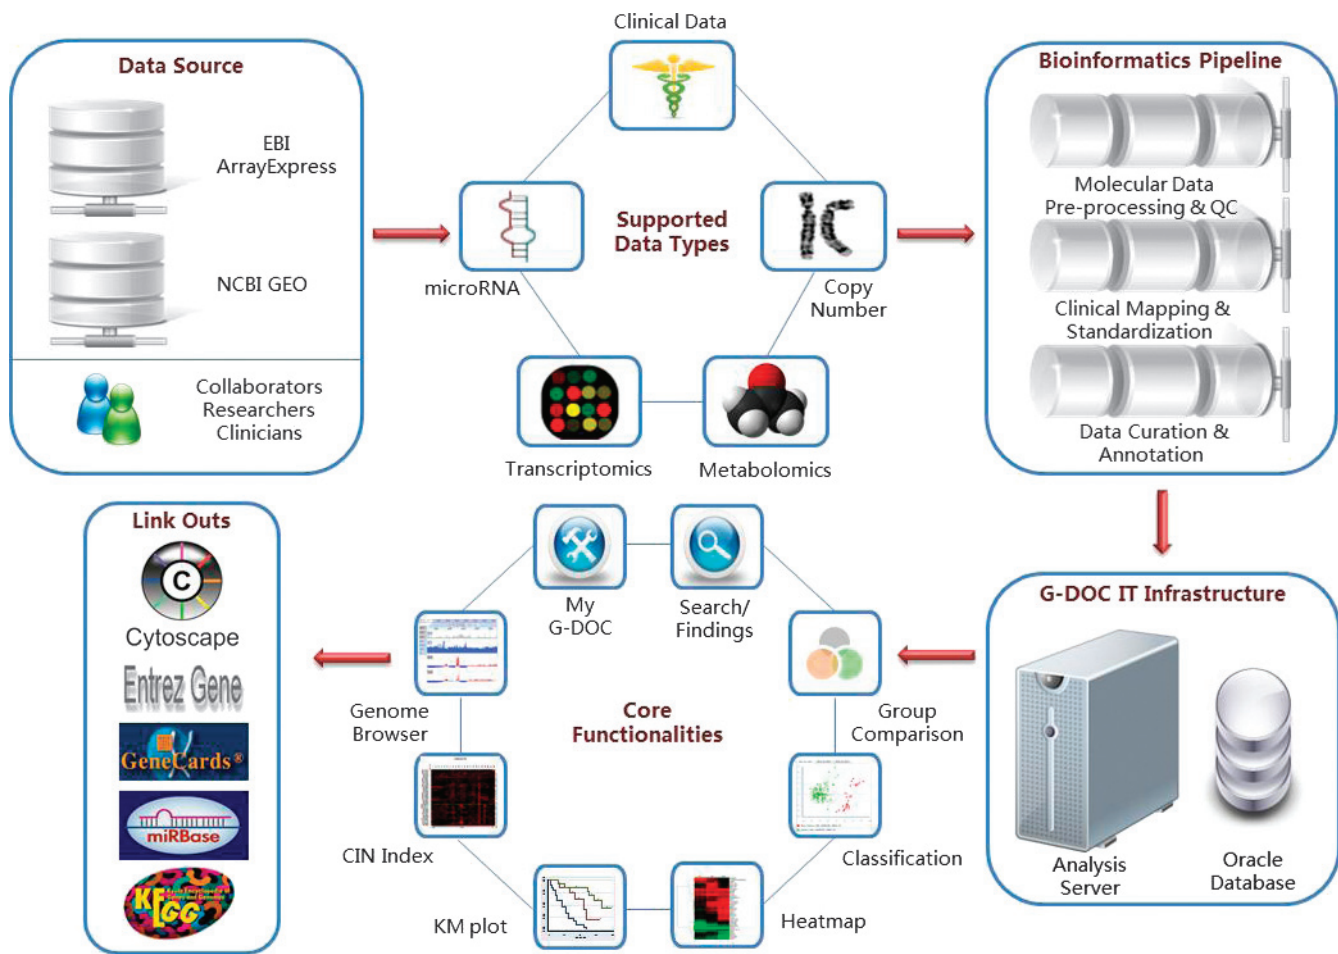 Clinical Data
Data Source
EBI
ArrayExpress
NCBI GEO
Collaborators
Researchers
Clinicians
Supported
Data Types
microRNA
Copy
Number
Transcriptomics
Metabolomics
Bioinformatics Pipeline
Molecular Data
Pre-processing & QC
Clinical Mapping &
Standardization
Data Curation &
Annotation
Link Outs
C
Cytoscape
Entrez Gene
GeneCards®
miRBase
KEGG
My
G-DOC
Search/
Findings
Genome
Browser
Core
Functionalities
Group
Comparison
CIN Index
Classification
KM plot
Heatmap
G-DOC IT Infrastructure
Analysis
Server
Oracle
Database